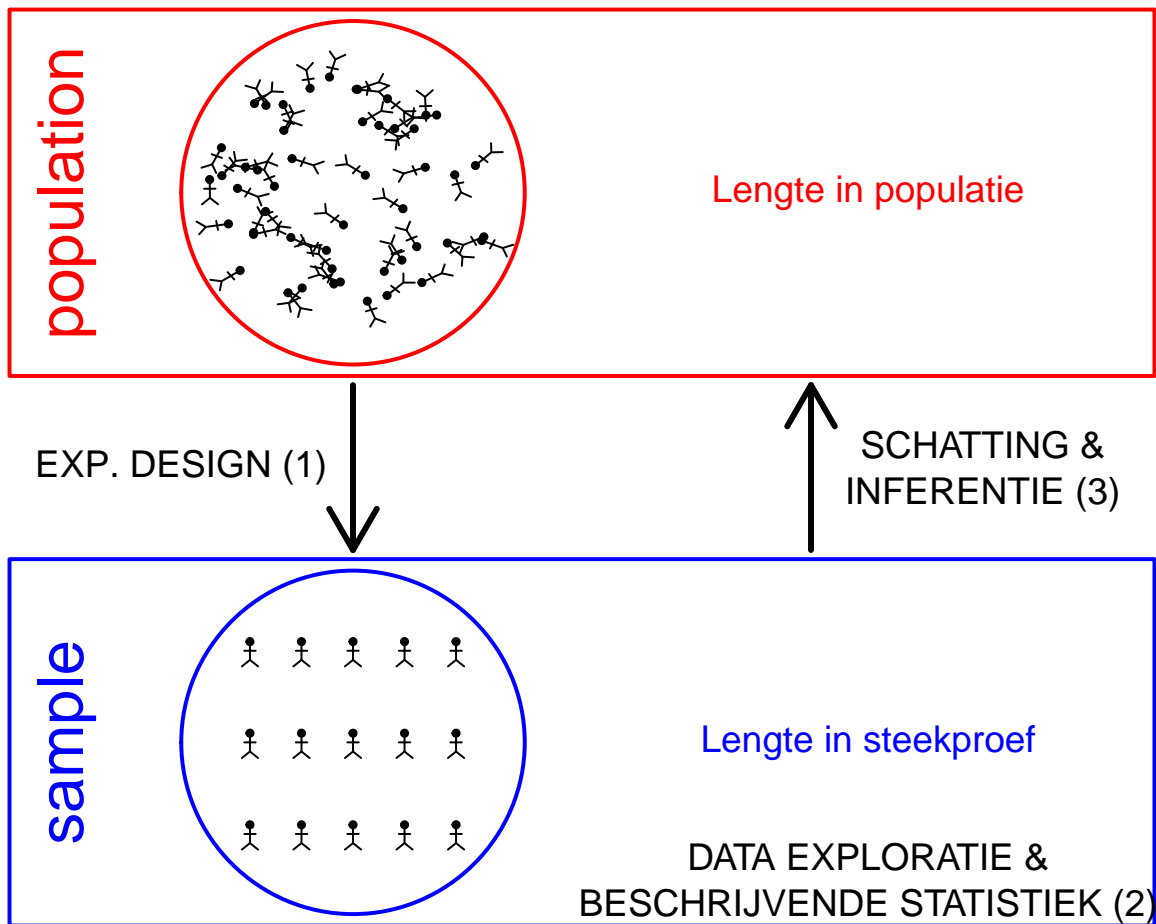 population
Lengte in populatie
EXP. DESIGN (1)
SCHATTING &
INFERENTIE (3)
sample
Lengte in steekproef
DATA EXPLORATIE &
BESCHRIJVENDE STATISTIEK (2)